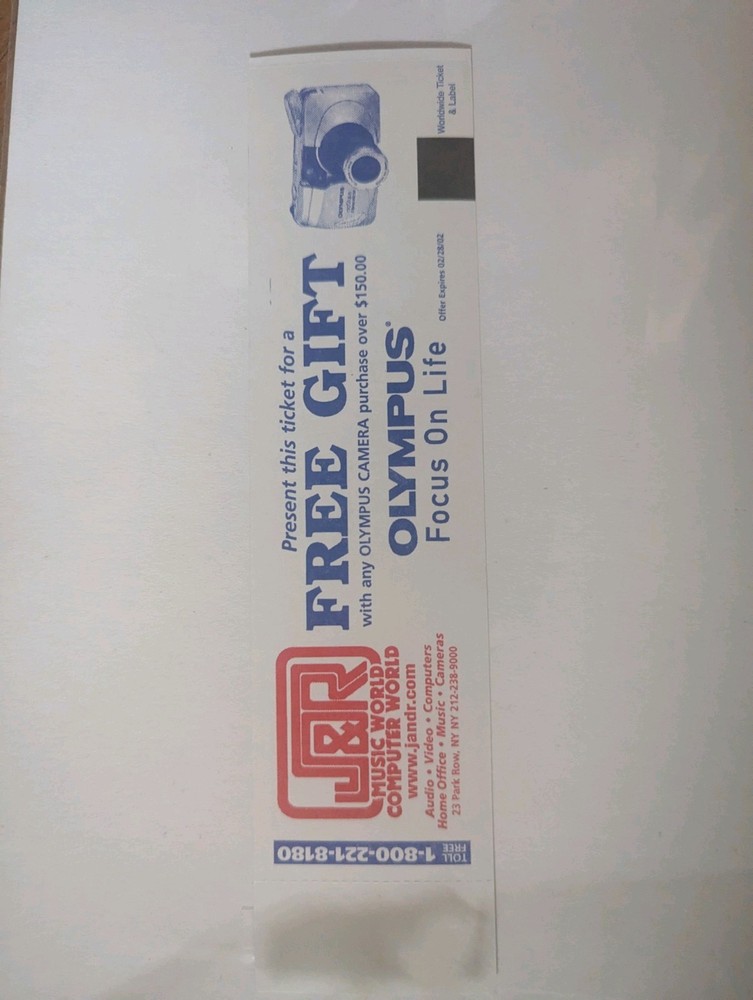 TOLL FREE 1-800-221-8180
J&R
MUSIC WORLD
COMPUTER WORLD
www.jandr.com
Audio • Video • Computers
Home Office • Music • Cameras
23 Park Row, NY NY 212-238-9000
Present this ticket for a
FREE GIFT
with any OLYMPUS CAMERA purchase over $150.00
OLYMPUS®
Focus On Life
Offer Expires 02/28/02
OLYMPUS
Worldwide Ticket
& Label